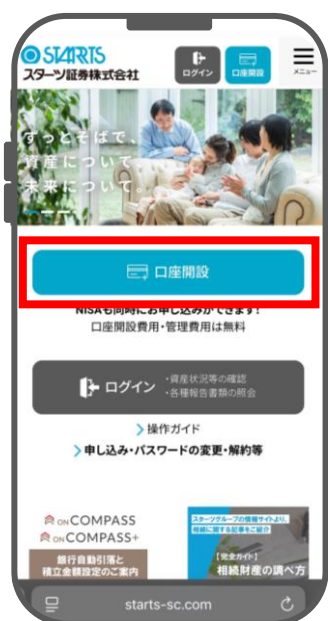 STARTS
スターツ証券株式会社
ログイン
口座開設
メニュー
ずっとそばで、
資産について
未来について。
口座開設
NISAも同時にお申し込みができます!
口座開設費用・管理費用は無料
ログイン
・資産状況等の確認
・各種報告書類の照会
操作ガイド
申し込み・パスワードの変更・解約等
ON COMPASS
ON COMPASS+
銀行自動引落と
積立金額設定のご案内
スターツグループの情報サイトより、
相続に関する記事をご紹介
【完全ガイド】
相続財産の調べ方
starts-sc.com